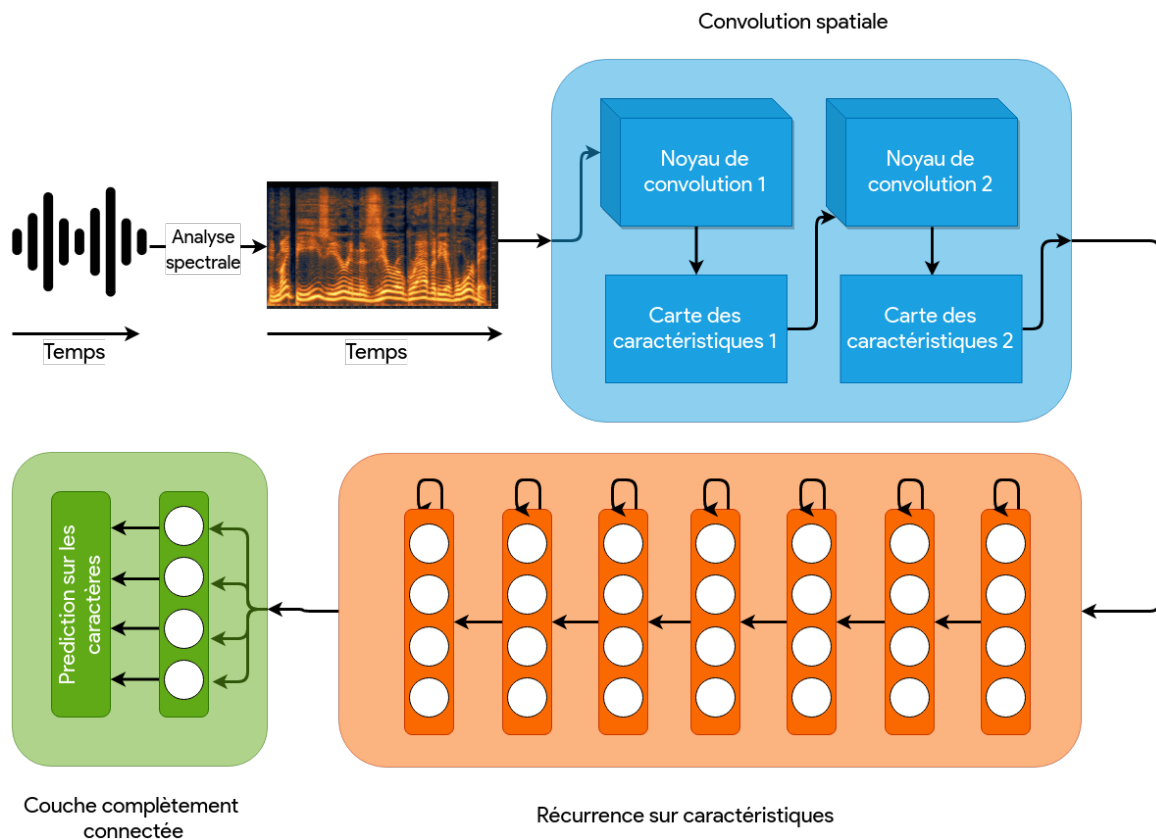 Convolution spatiale
Noyau de
convolution 1
Noyau de
convolution 2
Analyse
spectrale
Carte des
caractéristiques 1
Carte des
caractéristiques 2
Temps
Temps
Prediction sur les
caractères
Couche complètement
connectée
Récurrence sur caractéristiques